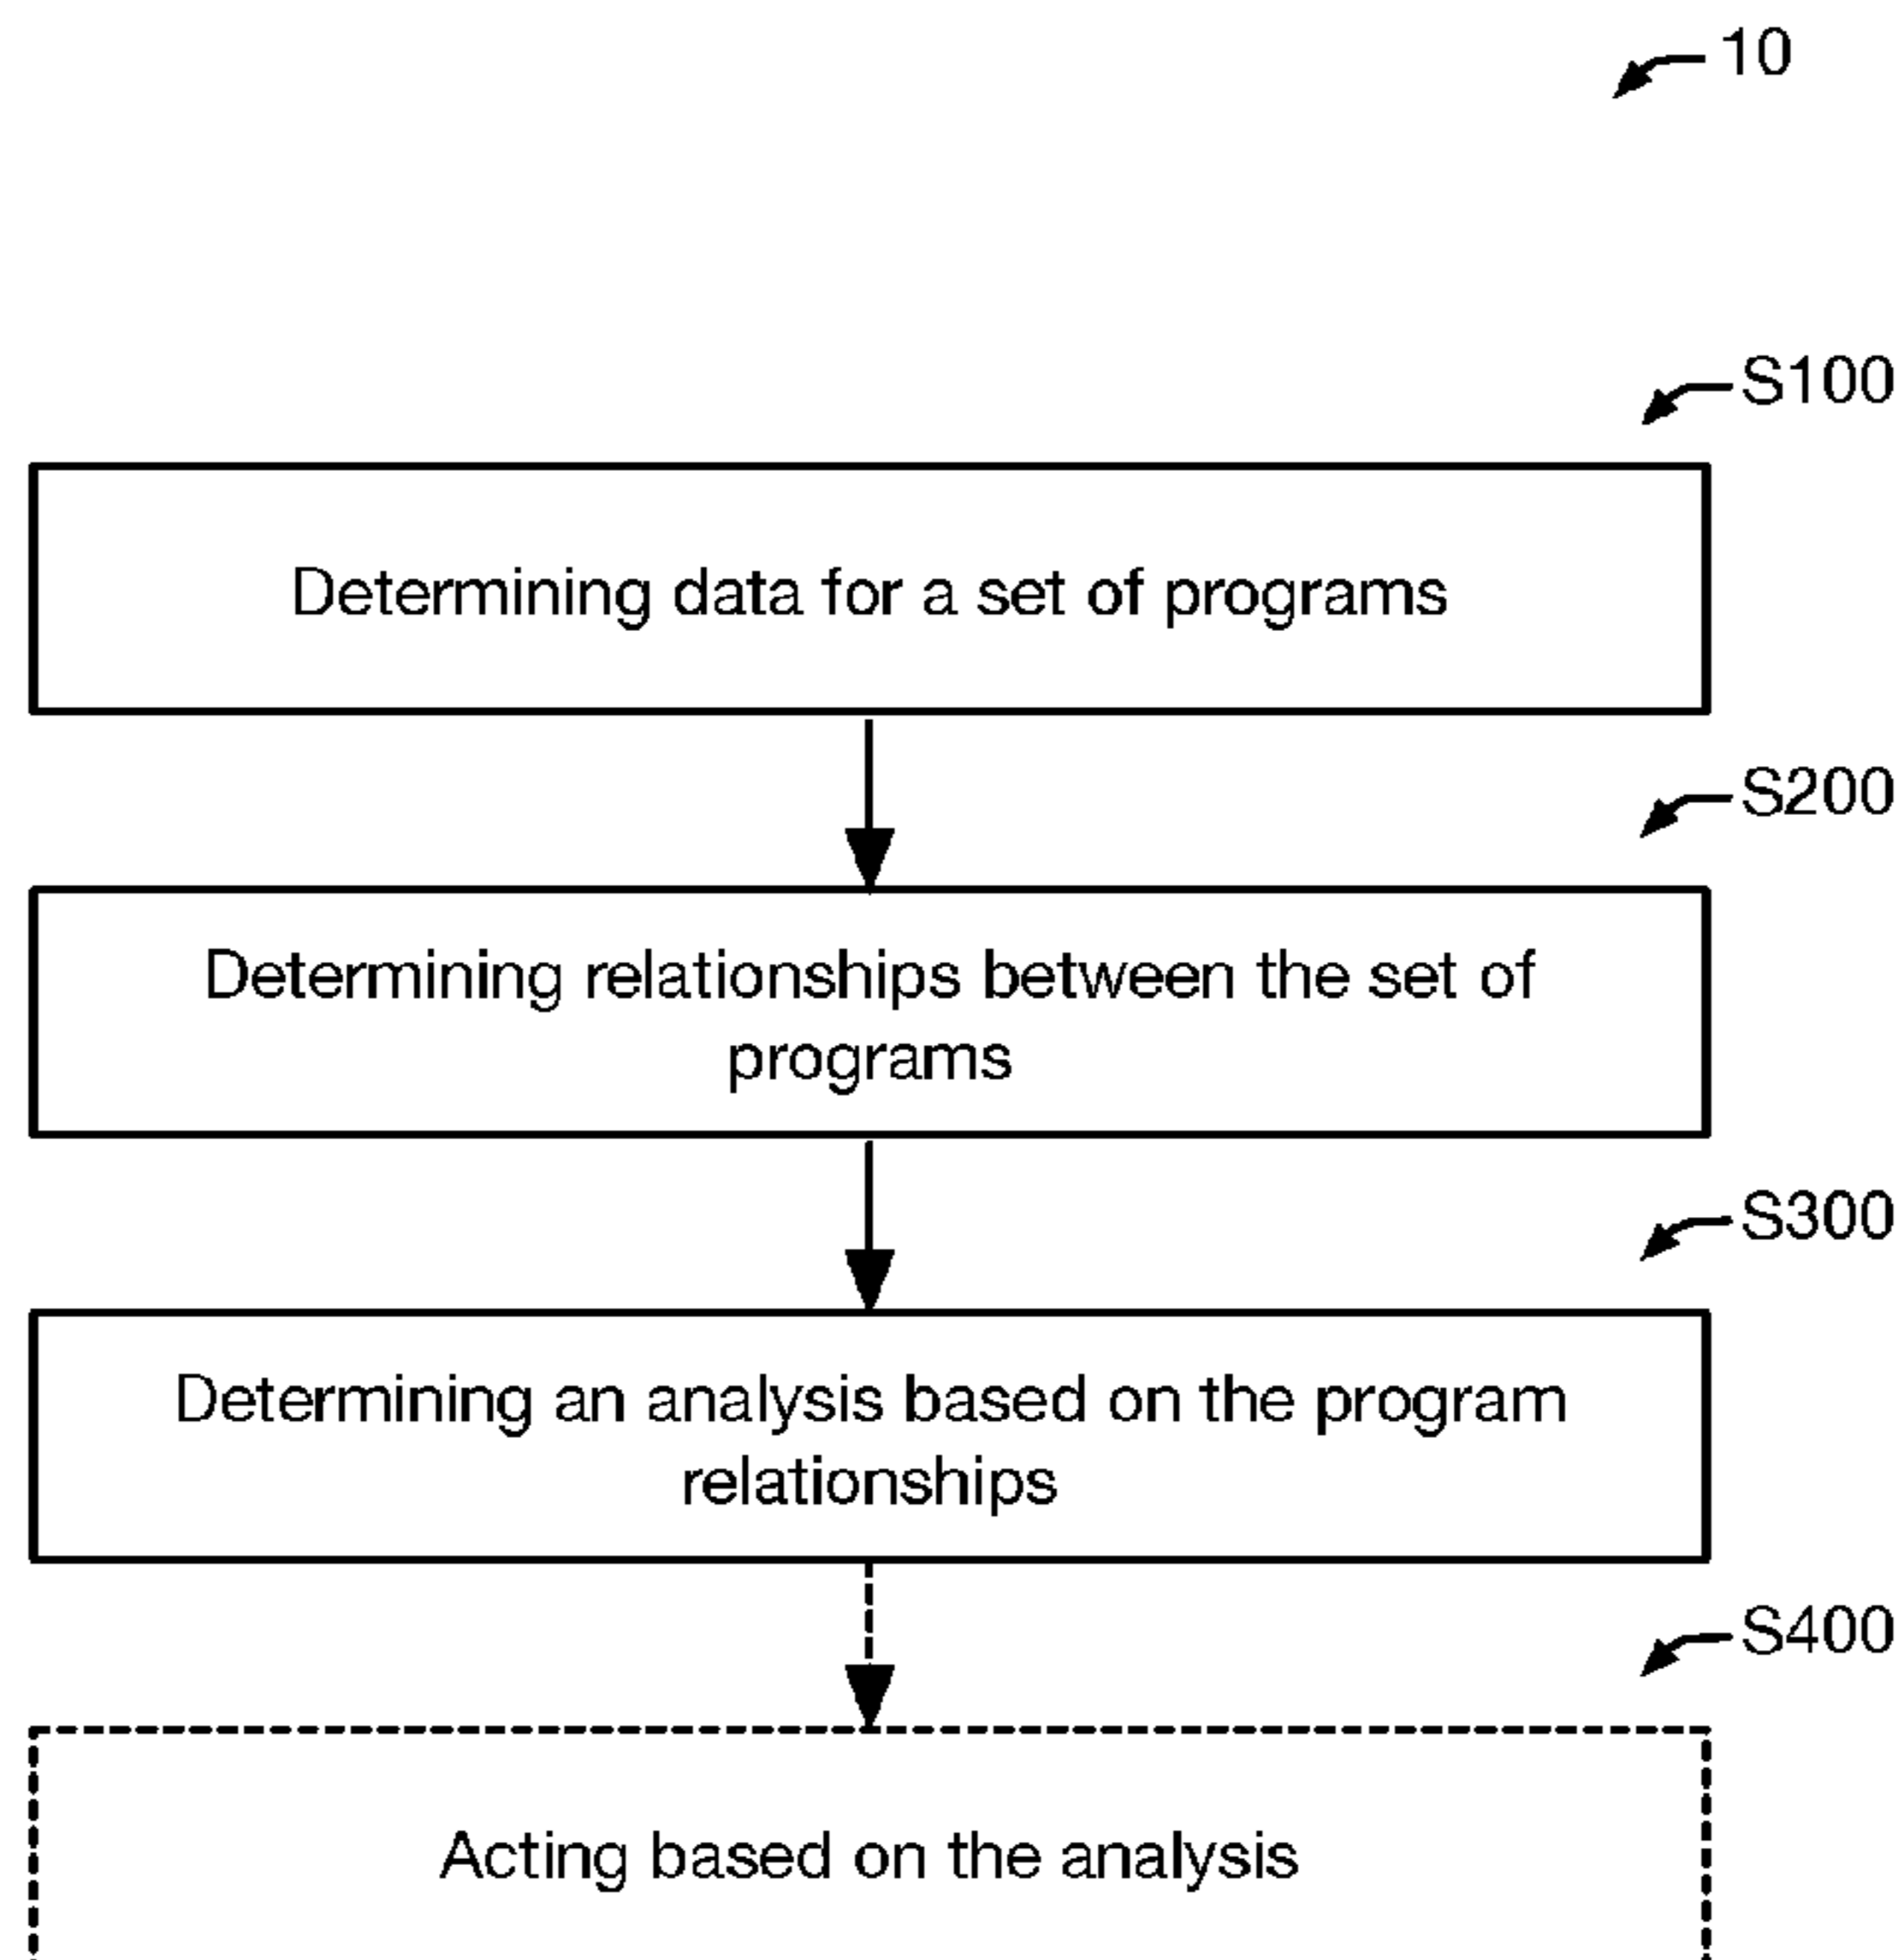 10
S100
Determining data for a set of programs
S200
Determining relationships between the set of
programs
S300
Determining an analysis based on the program
relationships
S400
Acting based on the analysis